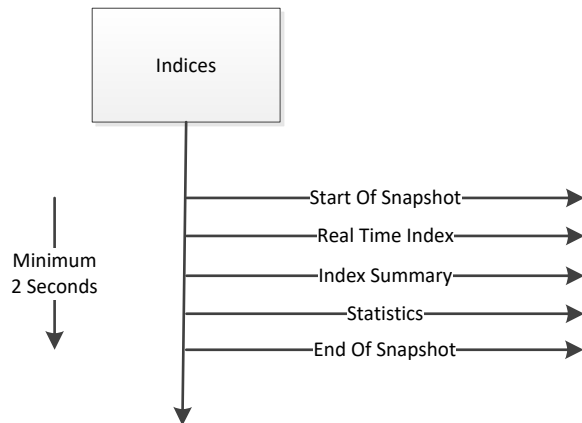 Indices
Start Of Snapshot
Real Time Index
Minimum
2 Seconds
Index Summary
Statistics
End Of Snapshot